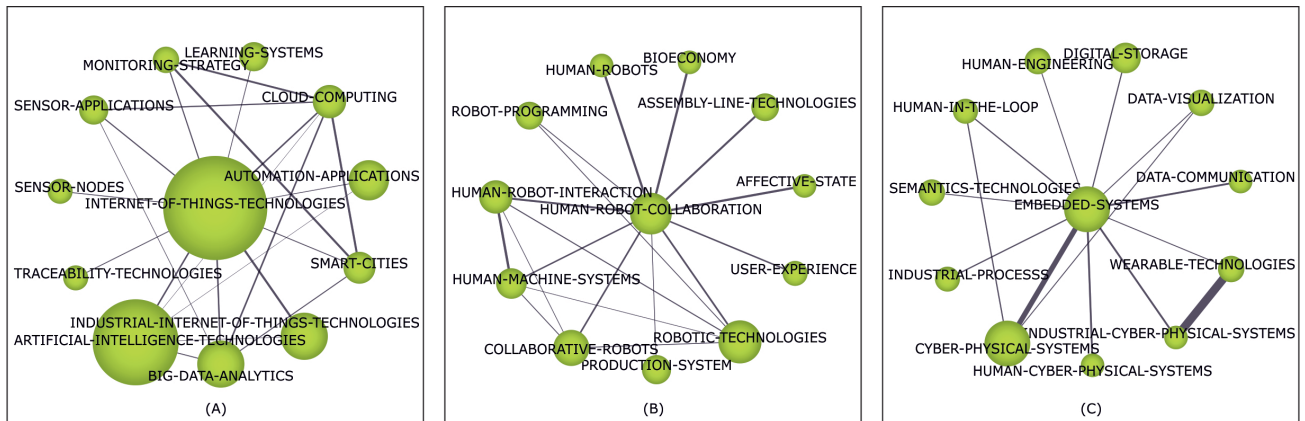 LEARNING-SYSTEMS
MONITORING-STRATEGY
CLOUD-COMPUTING
SENSOR-APPLICATIONS
AUTOMATION-APPLICATIONS
SENSOR-NODES
INTERNET-OF-THINGS-TECHNOLOGIES
SMART-CITIES
TRACEABILITY-TECHNOLOGIES
INDUSTRIAL-INTERNET-OF-THINGS-TECHNOLOGIES
ARTIFICIAL-INTELLIGENCE-TECHNOLOGIES
BIG-DATA-ANALYTICS
(A)
BIOECONOMY
HUMAN-ROBOTS
ASSEMBLY-LINE-TECHNOLOGIES
ROBOT-PROGRAMMING
AFFECTIVE-STATE
HUMAN-ROBOT-INTERACTION
HUMAN-ROBOT-COLLABORATION
USER-EXPERIENCE
HUMAN-MACHINE-SYSTEMS
ROBOTIC-TECHNOLOGIES
COLLABORATIVE-ROBOTS
PRODUCTION-SYSTEM
(B)
DIGITAL-STORAGE
HUMAN-ENGINEERING
DATA-VISUALIZATION
HUMAN-IN-THE-LOOP
DATA-COMMUNICATION
SEMANTICS-TECHNOLOGIES
EMBEDDED-SYSTEMS
WEARABLE-TECHNOLOGIES
INDUSTRIAL-PROCESSS
INDUSTRIAL-CYBER-PHYSICAL-SYSTEMS
CYBER-PHYSICAL-SYSTEMS
HUMAN-CYBER-PHYSICAL-SYSTEMS
(C)